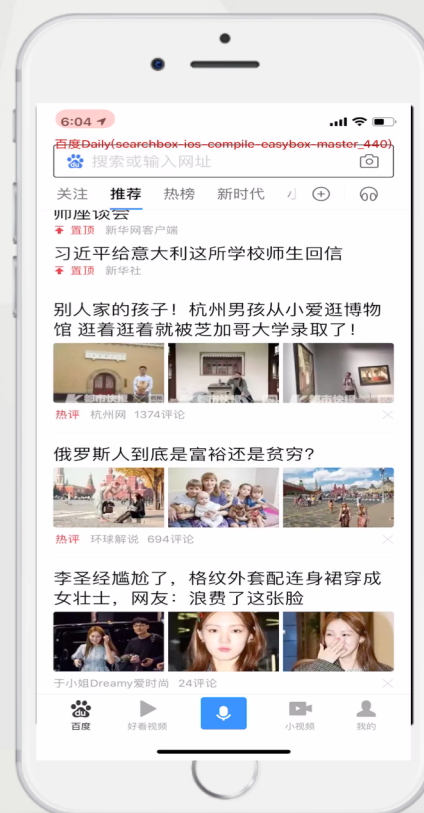 6:04
百度Daily(searchbox-ios-compile-easybox-master_440)
du 搜索或输入网址
关注 推荐 热榜 新时代
师座谈会
置顶 新华网客户端
习近平给意大利这所学校师生回信
置顶 新华社
别人家的孩子！杭州男孩从小爱逛博物
馆 逛着逛着就被芝加哥大学录取了！
热评 杭州网 1374评论
俄罗斯人到底是富裕还是贫穷?
热评 环球解说 694评论
李圣经尴尬了，格纹外套配连身裙穿成
女壮士，网友：浪费了这张脸
于小姐Dreamy爱时尚 24评论
du
百度 好看视频 小视频 我的